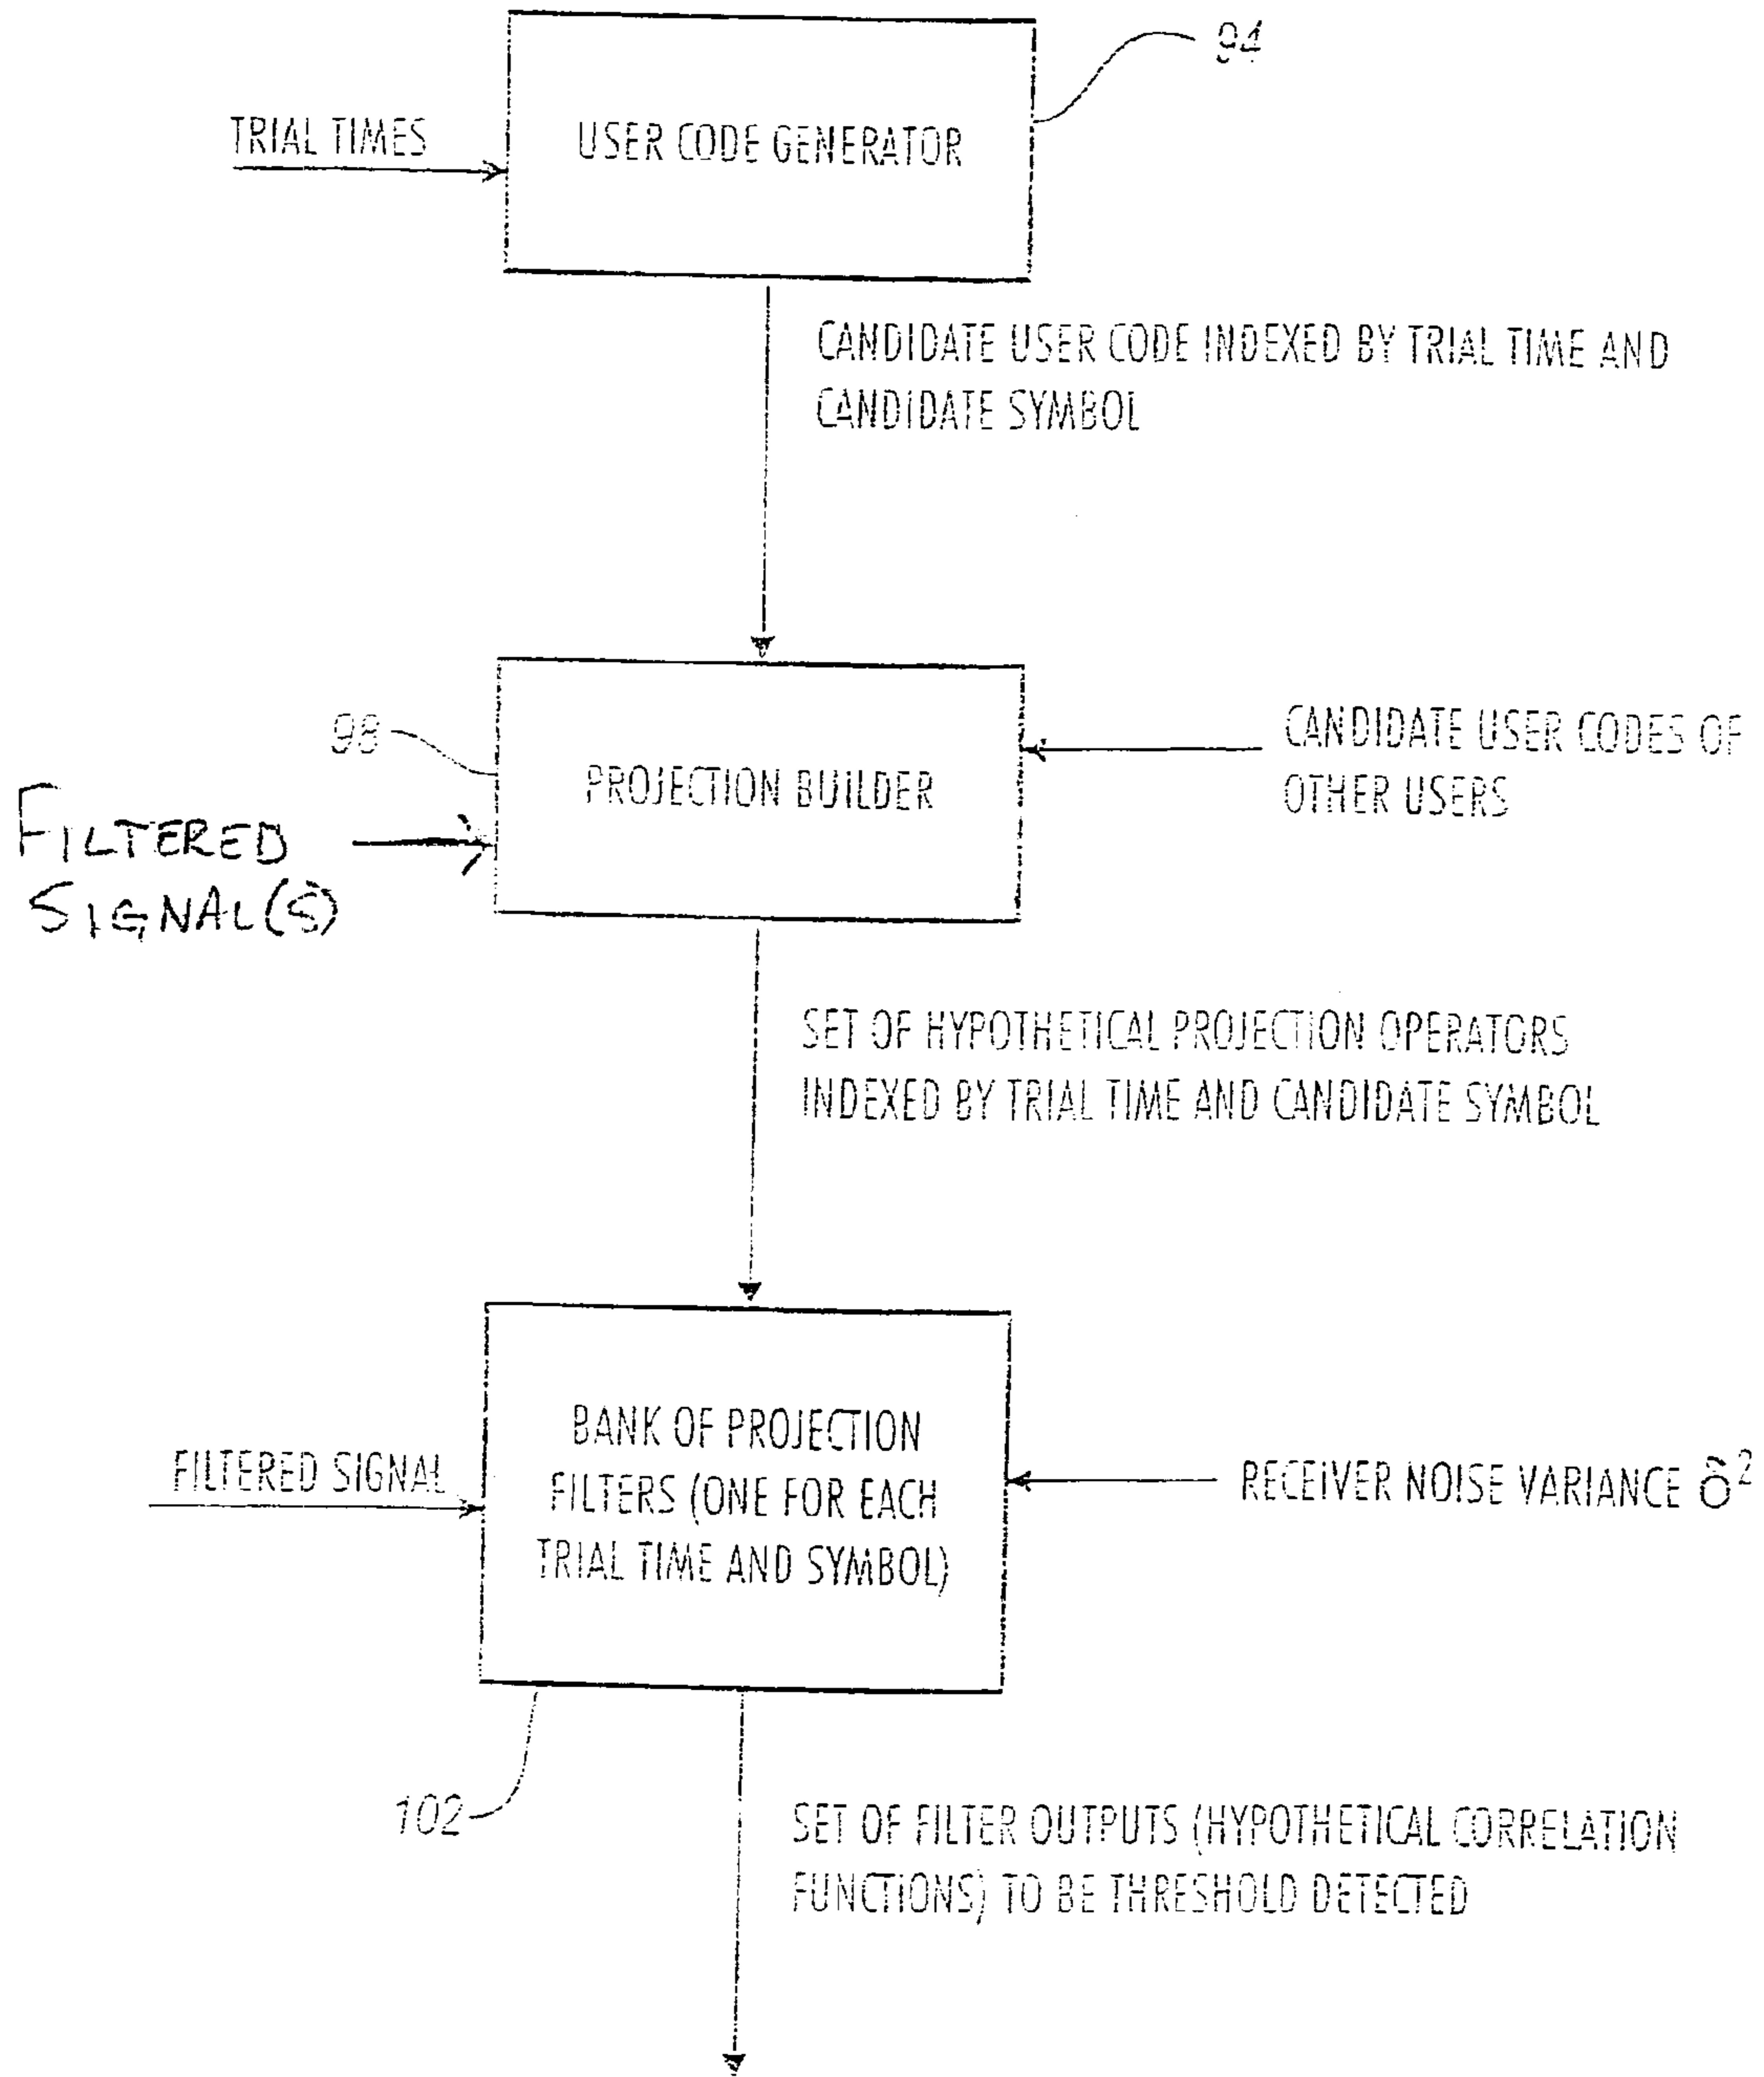 94
TRIAL TIMES
USER CODE GENERATOR
CANDIDATE USER CODE INDEXED BY TRIAL TIME AND
CANDIDATE SYMBOL
98
CANDIDATE USER CODES OF
OTHER USERS
PROJECTION BUILDER
FILTERED
SIGNAL(S)
SET OF HYPOTHETICAL PROJECTION OPERATORS
INDEXED BY TRIAL TIME AND CANDIDATE SYMBOL
BANK OF PROJECTION
FILTERS (ONE FOR EACH
TRIAL TIME AND SYMBOL)
FILTERED SIGNAL
RECEIVER NOISE VARIANCE δ̂²
102
SET OF FILTER OUTPUTS (HYPOTHETICAL CORRELATION
FUNCTIONS) TO BE THRESHOLD DETECTED